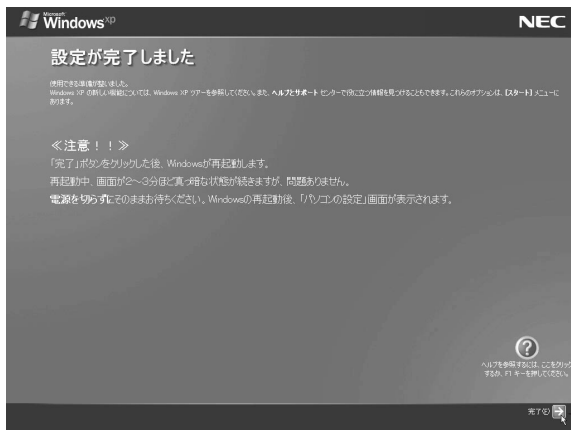 Microsoft
Windows xp
NEC
設定が完了しました
使用できる準備が整いました。
Windows XP の新しい機能については、Windows XP ツアーを参照してください。また、ヘルプとサポート センターで役に立つ情報を見つけることもできます。これらのオプションは、[スタート] メニューに
あります。
≪注意！！≫
「完了」ボタンをクリックした後、Windowsが再起動します。
再起動中、画面が2～3分ほど真っ暗な状態が続きますが、問題ありません。
電源を切らずにそのままお待ちください。Windowsの再起動後、「パソコンの設定」画面が表示されます。
?
ヘルプを参照するには、ここをクリック
するか、F1 キーを押してください。
完了(F)